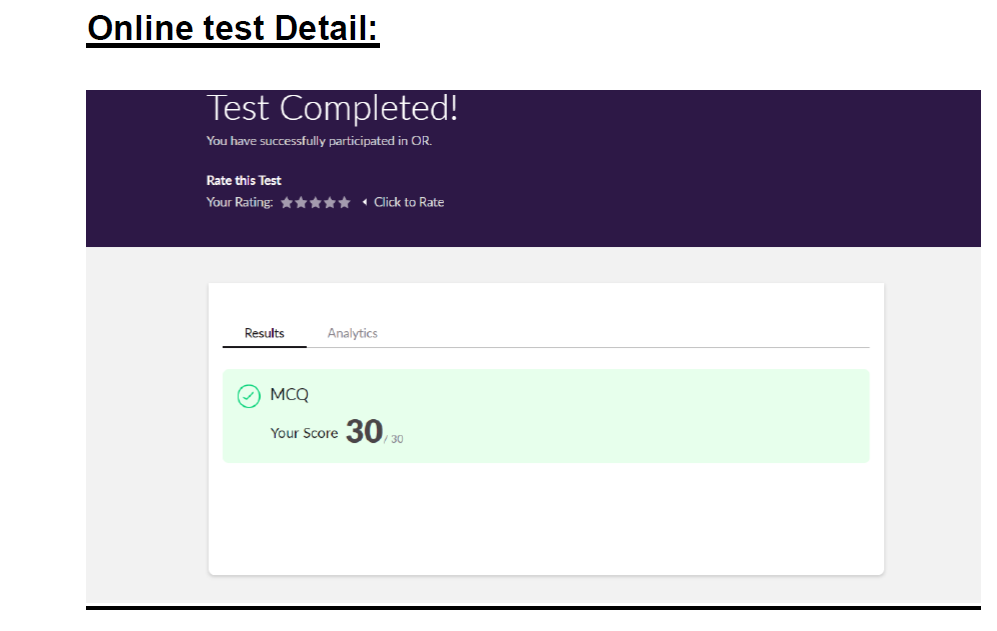 Online test Detail:
Test Completed!
You have successfully participated in OR.
Rate this Test
Your Rating: Click to Rate
Results Analytics
MCQ
Your Score 30 / 30